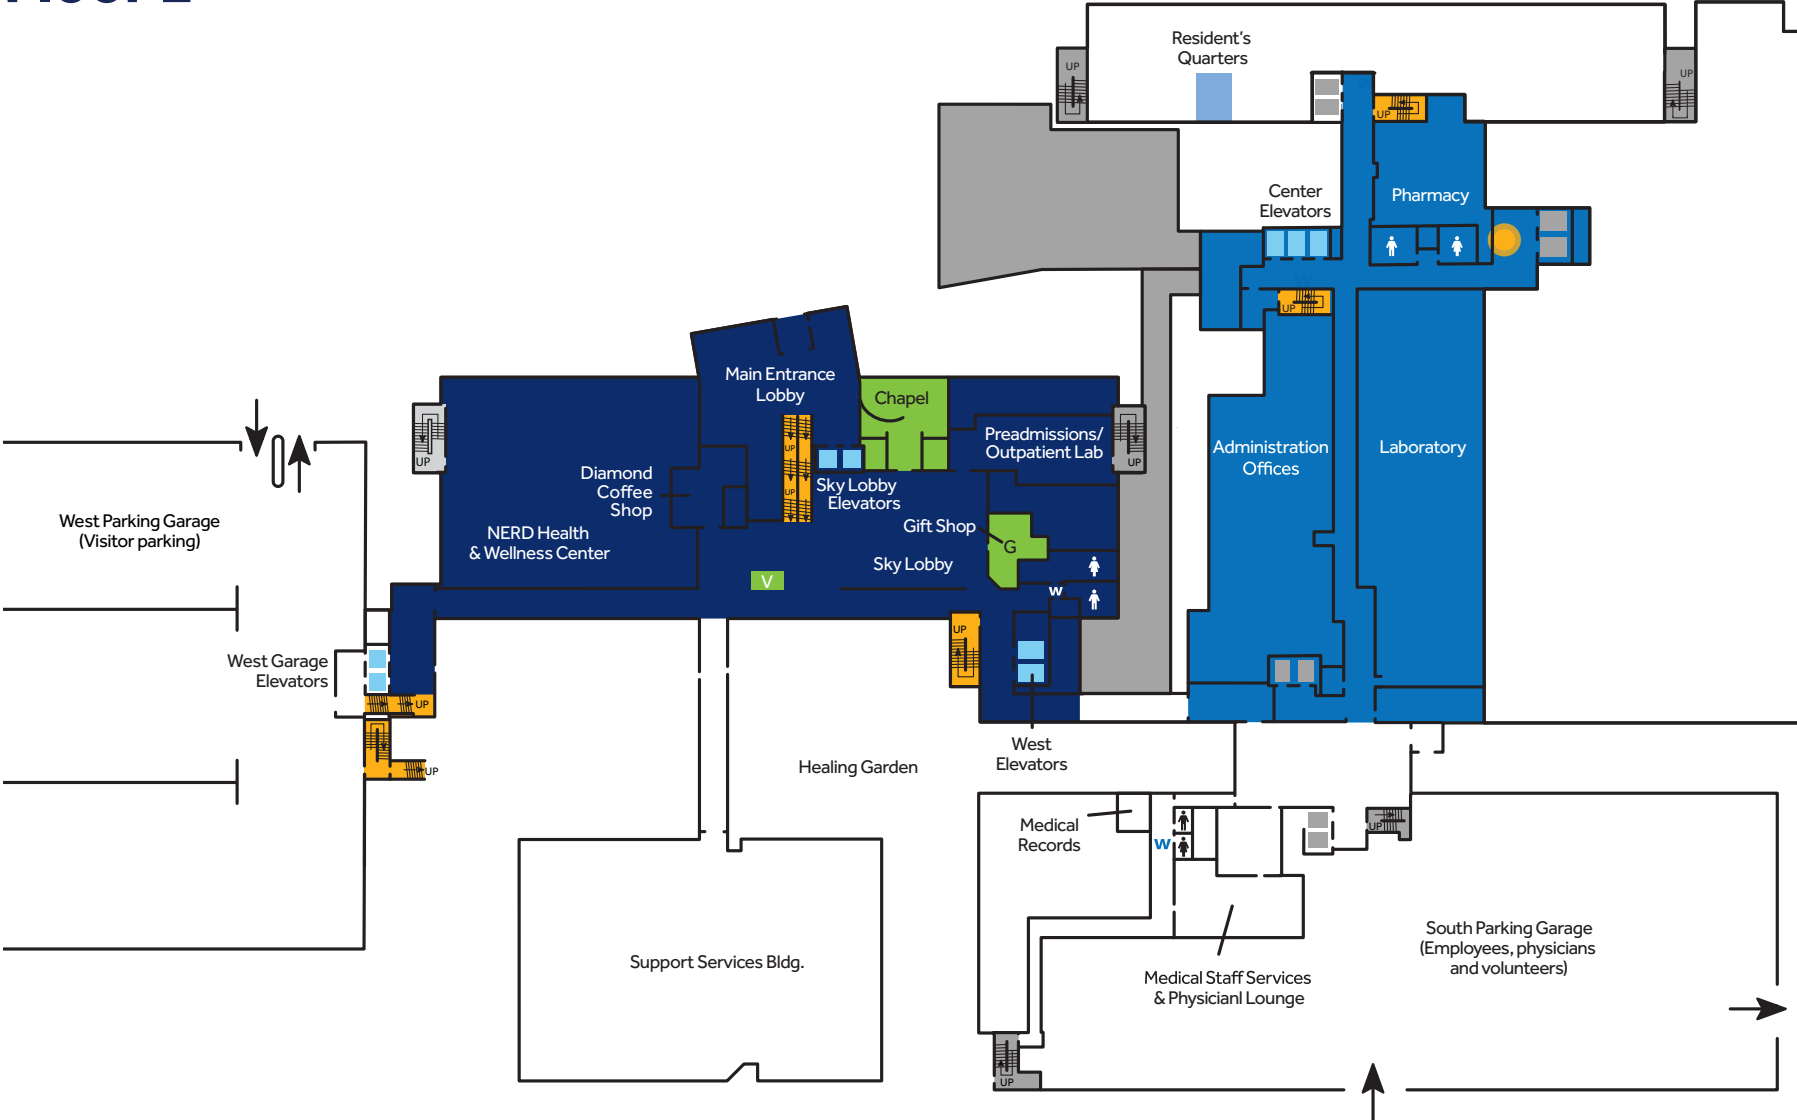 Resident's
Quarters
UP
UP
UP
Center
Elevators
Pharmacy
UP
Main Entrance
Lobby
Chapel
Preadmissions/
Outpatient Lab
UP
UP
UP
UP
Diamond
Coffee
Shop
Sky Lobby
Elevators
Administration
Offices
Laboratory
West Parking Garage
(Visitor parking)
NERD Health
& Wellness Center
Gift Shop
G
Sky Lobby
V
W
UP
West Garage
Elevators
UP
UP
West
Elevators
Healing Garden
Medical
Records
W
UP
Support Services Bldg.
South Parking Garage
(Employees, physicians
and volunteers)
Medical Staff Services
& Physicianl Lounge
UP